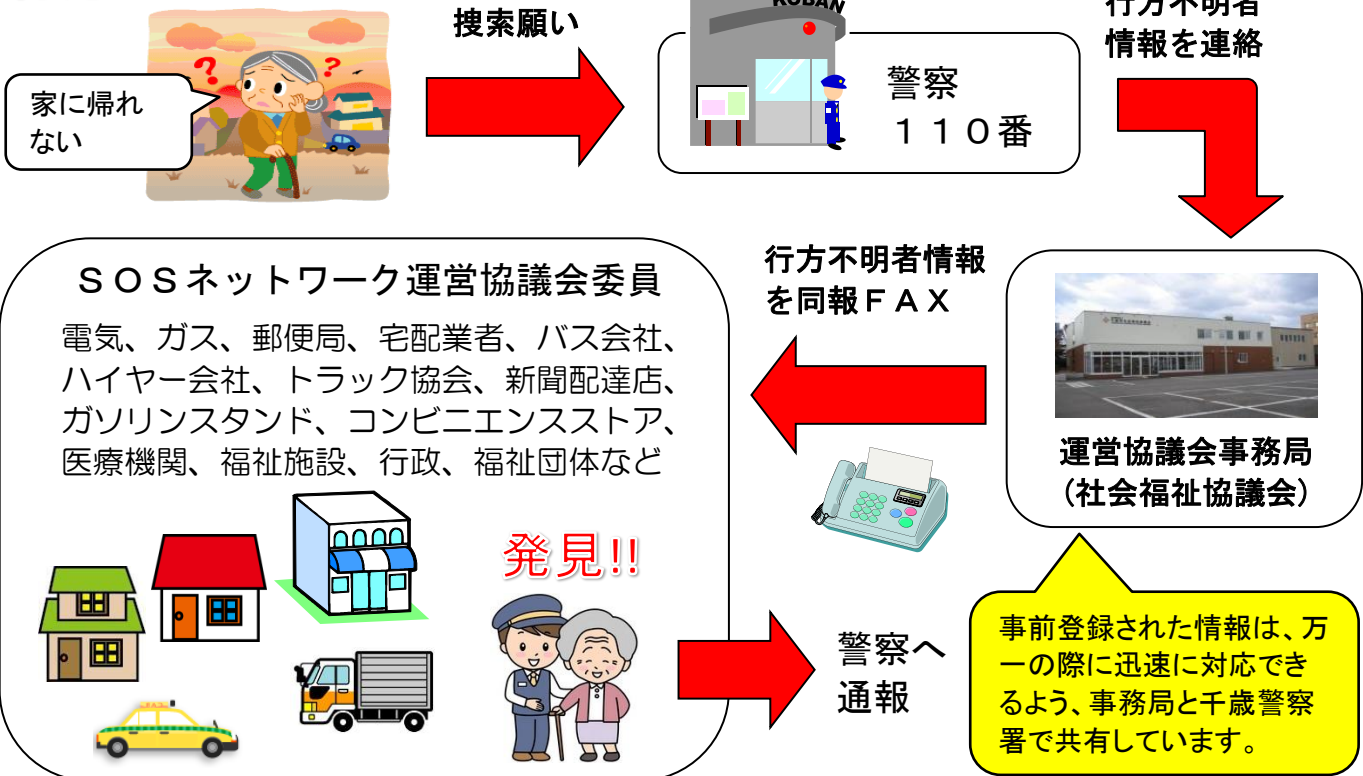 捜索願い
KOBAN
行方不明者
情報を連絡
？
？
家に帰れ
ない
警察
１１０番
行方不明者情報
を同報ＦＡＸ
ＳＯＳネットワーク運営協議会委員
電気、ガス、郵便局、宅配業者、バス会社、
ハイヤー会社、トラック協会、新聞配達店、
ガソリンスタンド、コンビニエンスストア、
医療機関、福祉施設、行政、福祉団体など
運営協議会事務局
（社会福祉協議会）
発見!!
警察へ
通報
事前登録された情報は、万
一の際に迅速に対応でき
るよう、事務局と千歳警察
署で共有しています。